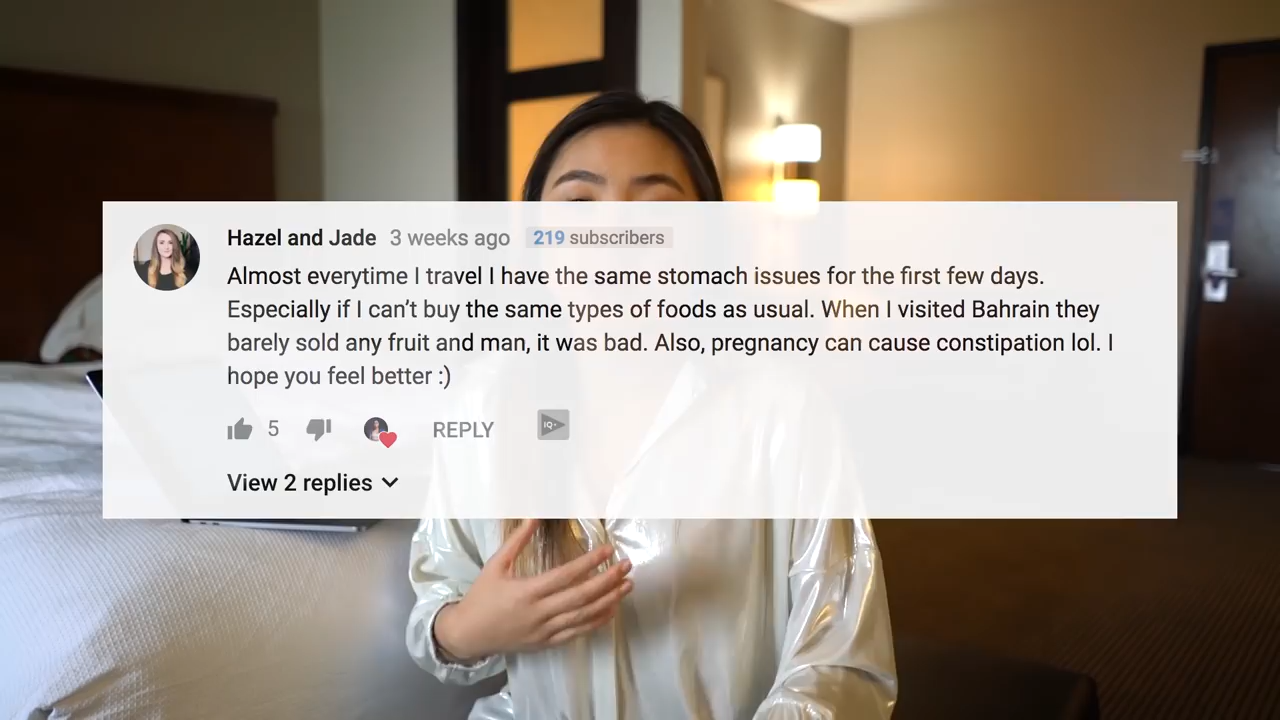 Hazel and Jade 3 weeks ago 219 subscribers
Almost everytime I travel I have the same stomach issues for the first few days.
Especially if I can’t buy the same types of foods as usual. When I visited Bahrain they
barely sold any fruit and man, it was bad. Also, pregnancy can cause constipation lol. I
hope you feel better :)
5 REPLY IQ
View 2 replies